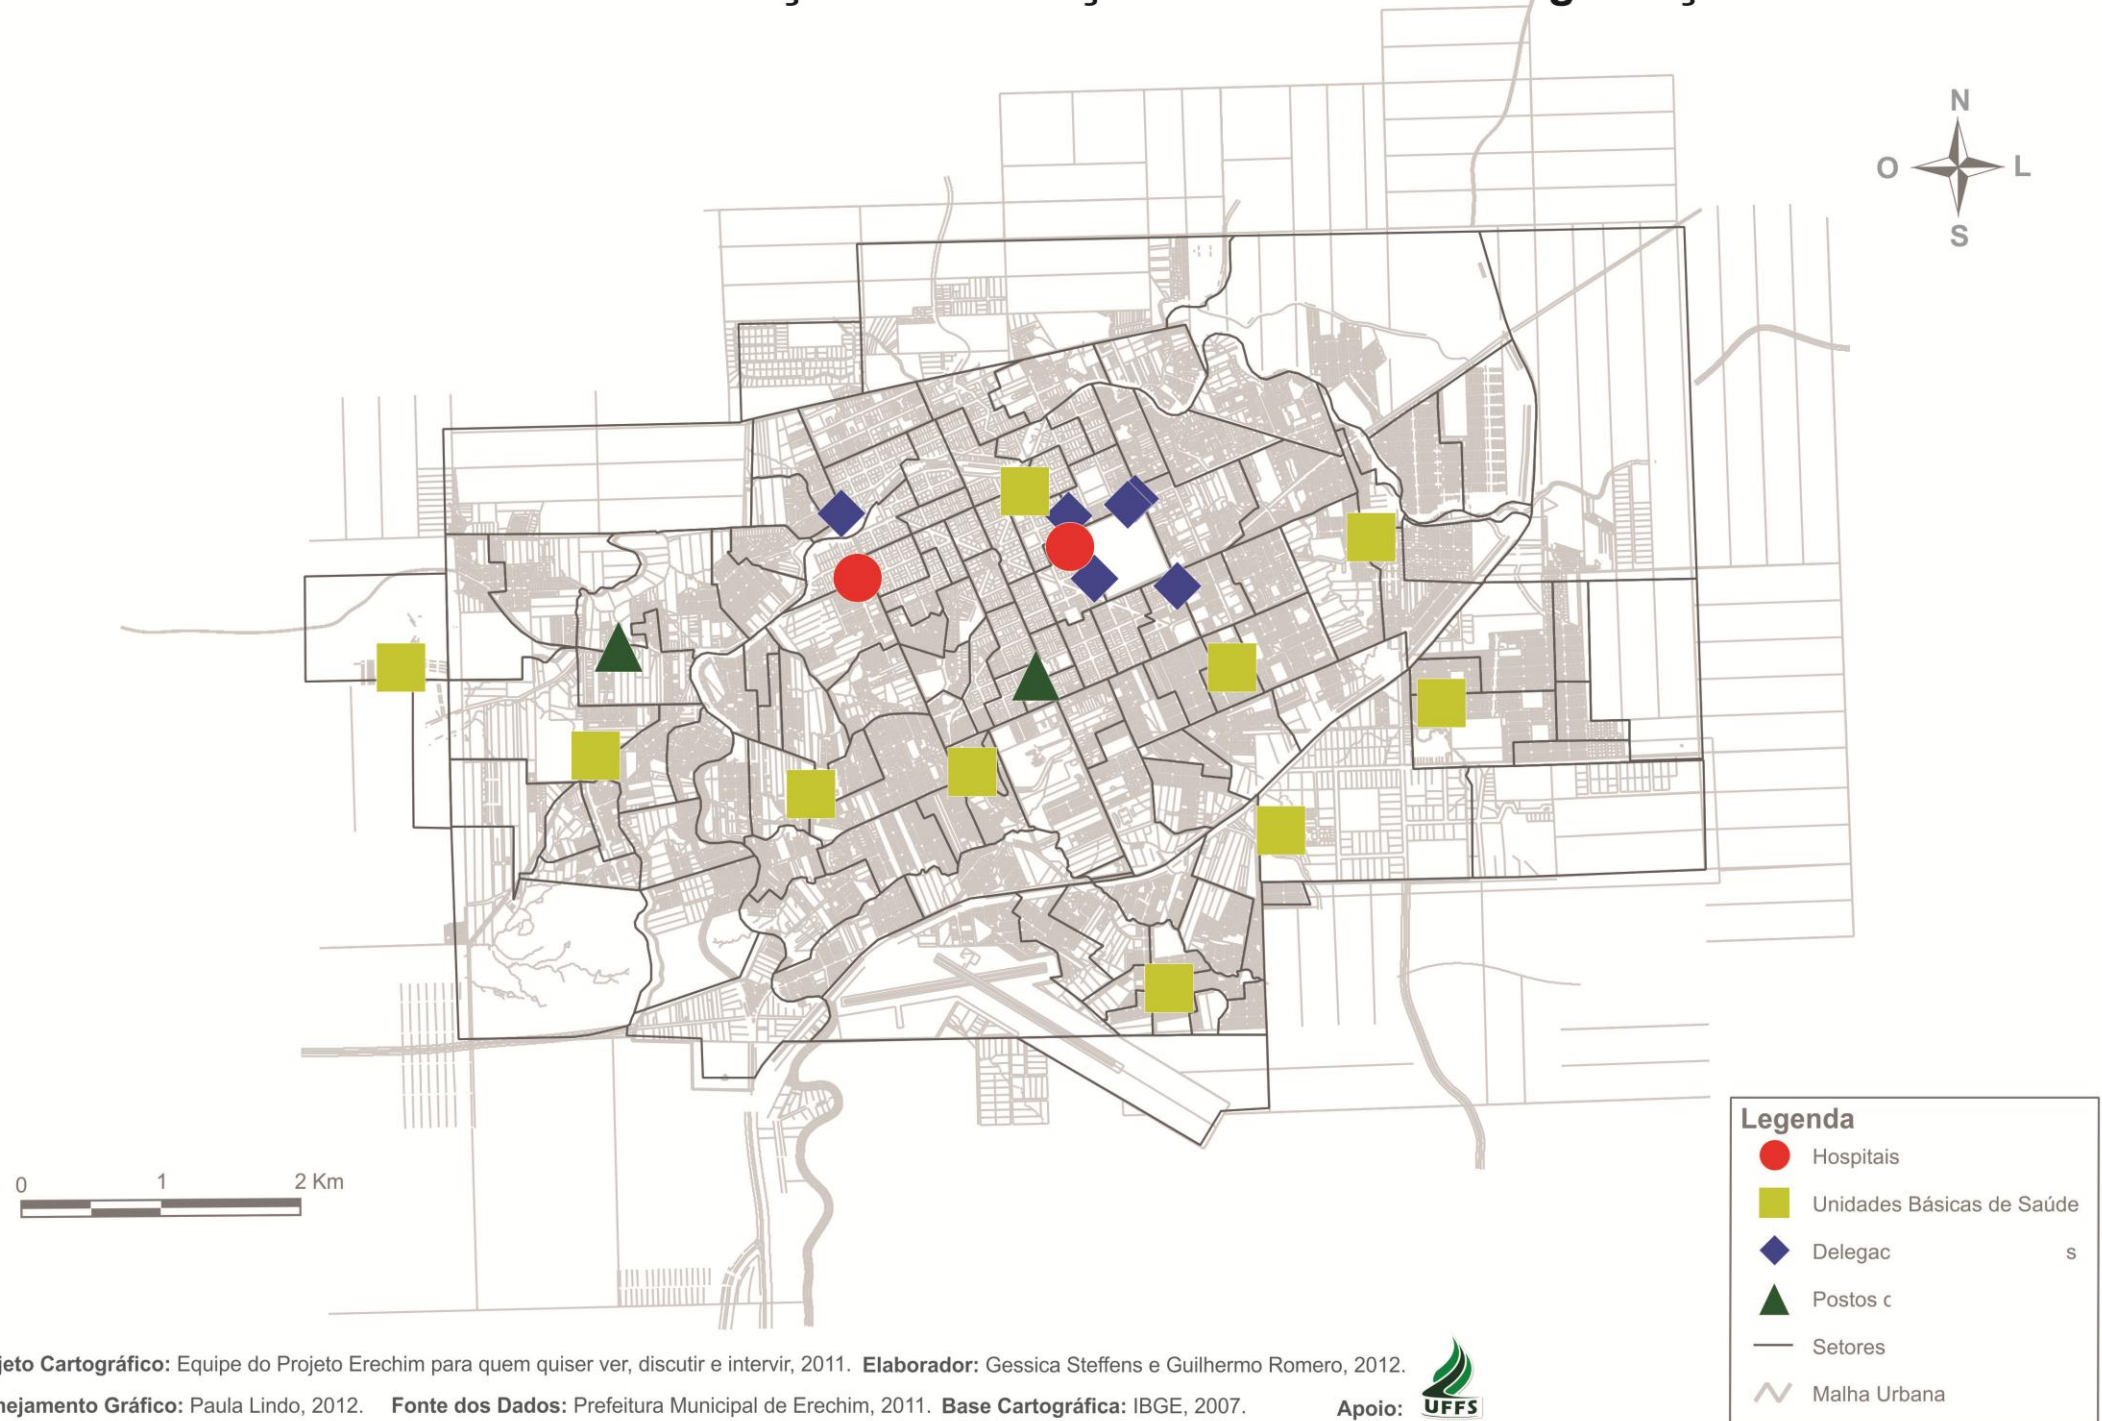 N
O L
S
0 1 2 Km
Legenda
Hospitais
Unidades Básicas de Saúde
Delegac s
Postos
Setores
Malha Urbana
jeto Cartográfico: Equipe do Projeto Erechim para quem quiser ver, discutir e intervir, 2011. Elaborador: Gessica Steffens e Guilhermo Romero, 2012.
nejamento Gráfico: Paula Lindo, 2012. Fonte dos Dados: Prefeitura Municipal de Erechim, 2011. Base Cartográfica: IBGE, 2007. Apoio:
UFFS